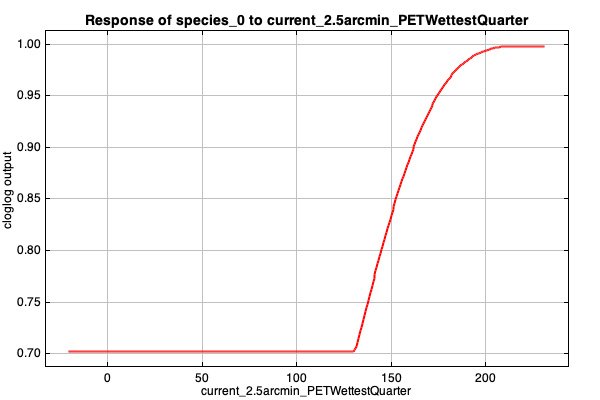 Response of species_0 to current_2.5arcmin_PETWettestQuarter
1.00
0.95
0.90
0.85
0.80
0.75
0.70
cloglog output
0 50 100 150 200
current_2.5arcmin_PETWettestQuarter